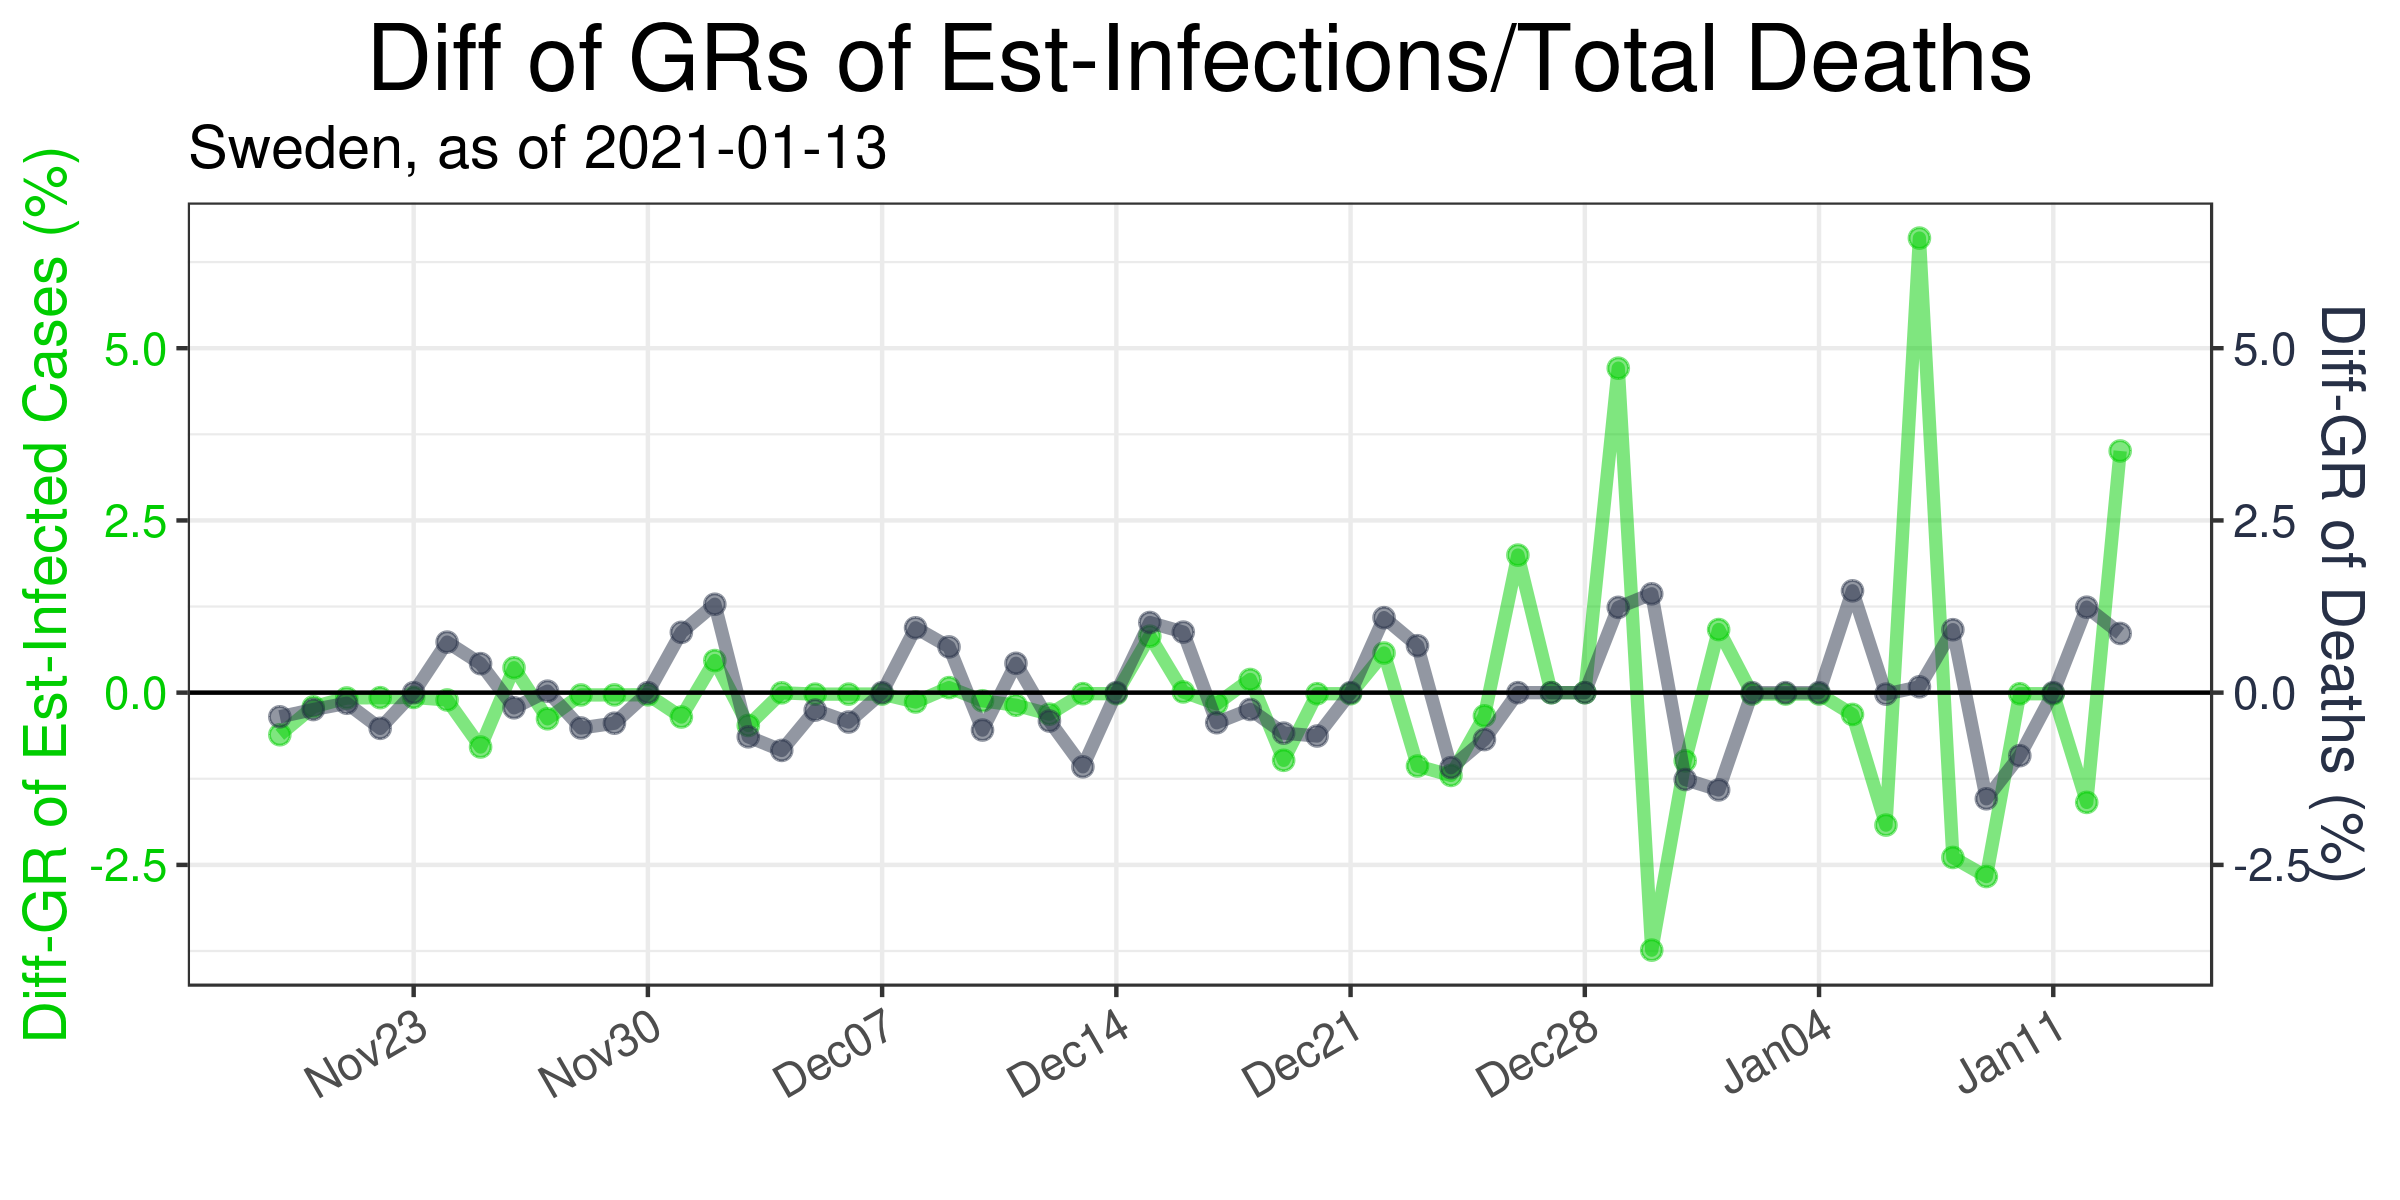 Diff of GRs of Est-Infections/Total Deaths
Sweden, as of 2021-01-13
Diff-GR of Est-Infected Cases (%)
5.0
2.5
0.0
-2.5
5.0
2.5
0.0
-2.5
Diff-GR of Deaths (%)
Nov23
Nov30
Dec07
Dec14
Dec21
Dec28
Jan04
Jan11